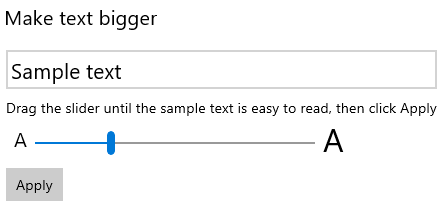 Make text bigger
Sample text
Drag the slider until the sample text is easy to read, then click Apply
A A
Apply